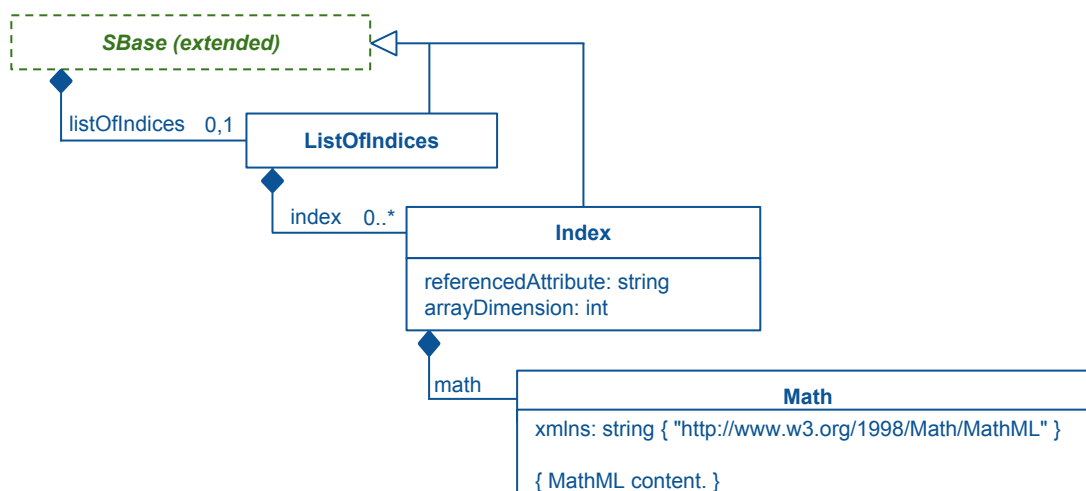 SBase (extended)
listOfIndices 0,1
ListOfIndices
index 0..*
Index
referencedAttribute: string
arrayDimension: int
math
Math
xmlns: string { "http://www.w3.org/1998/Math/MathML" }
{ MathML content. }